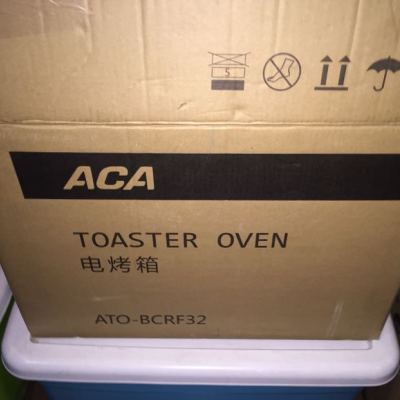 5
ACA
TOASTER OVEN
电烤箱
ATO-BCRF32